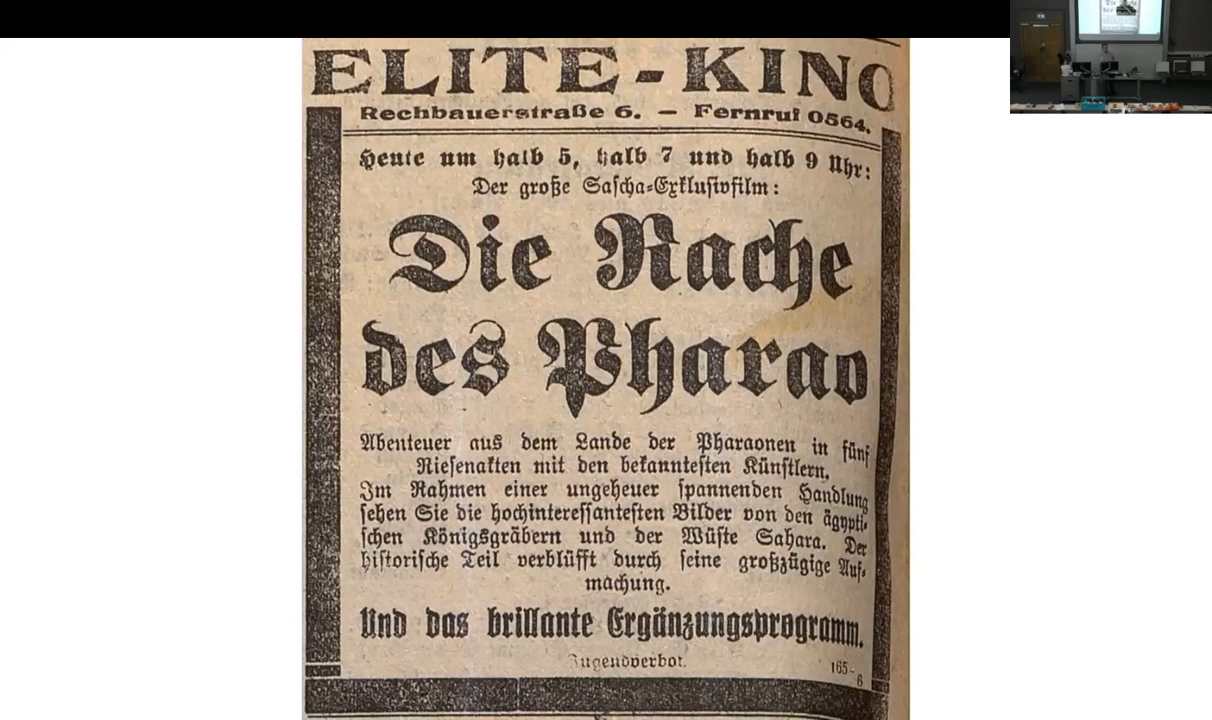 ELITE-KINO
Rechbauerstraße 6. — Fernruf 0564.
Heute um halb 5, halb 7 und halb 9 Uhr:
Der große Sascha-Exklusivfilm:
Die Rache
des Pharao
Abenteuer aus dem Lande der Pharaonen in fünf
Riesenakten mit den bekanntesten Künstlern.
Im Rahmen einer ungeheuer spannenden Handlung
sehen Sie die hochinteressantesten Bilder von den ägypti-
schen Königsgräbern und der Wüste Sahara. Der
historische Teil verblüfft durch seine großzügige Auf-
machung.
Und das brillante Ergänzungsprogramm.
Jugendverbot.
165-6